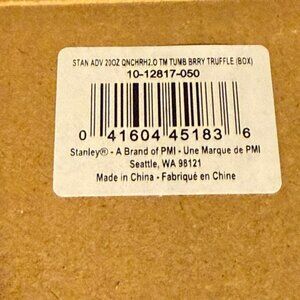 STAN ADV 20OZ QNCHRH2.O TM TUMB BRRY TRUFFLE (BOX)
10-12817-050
0 41604 45183 6
Stanley® - A Brand of PMI - Une Marque de PMI
Seattle, WA 98121
Made in China - Fabriqué en Chine